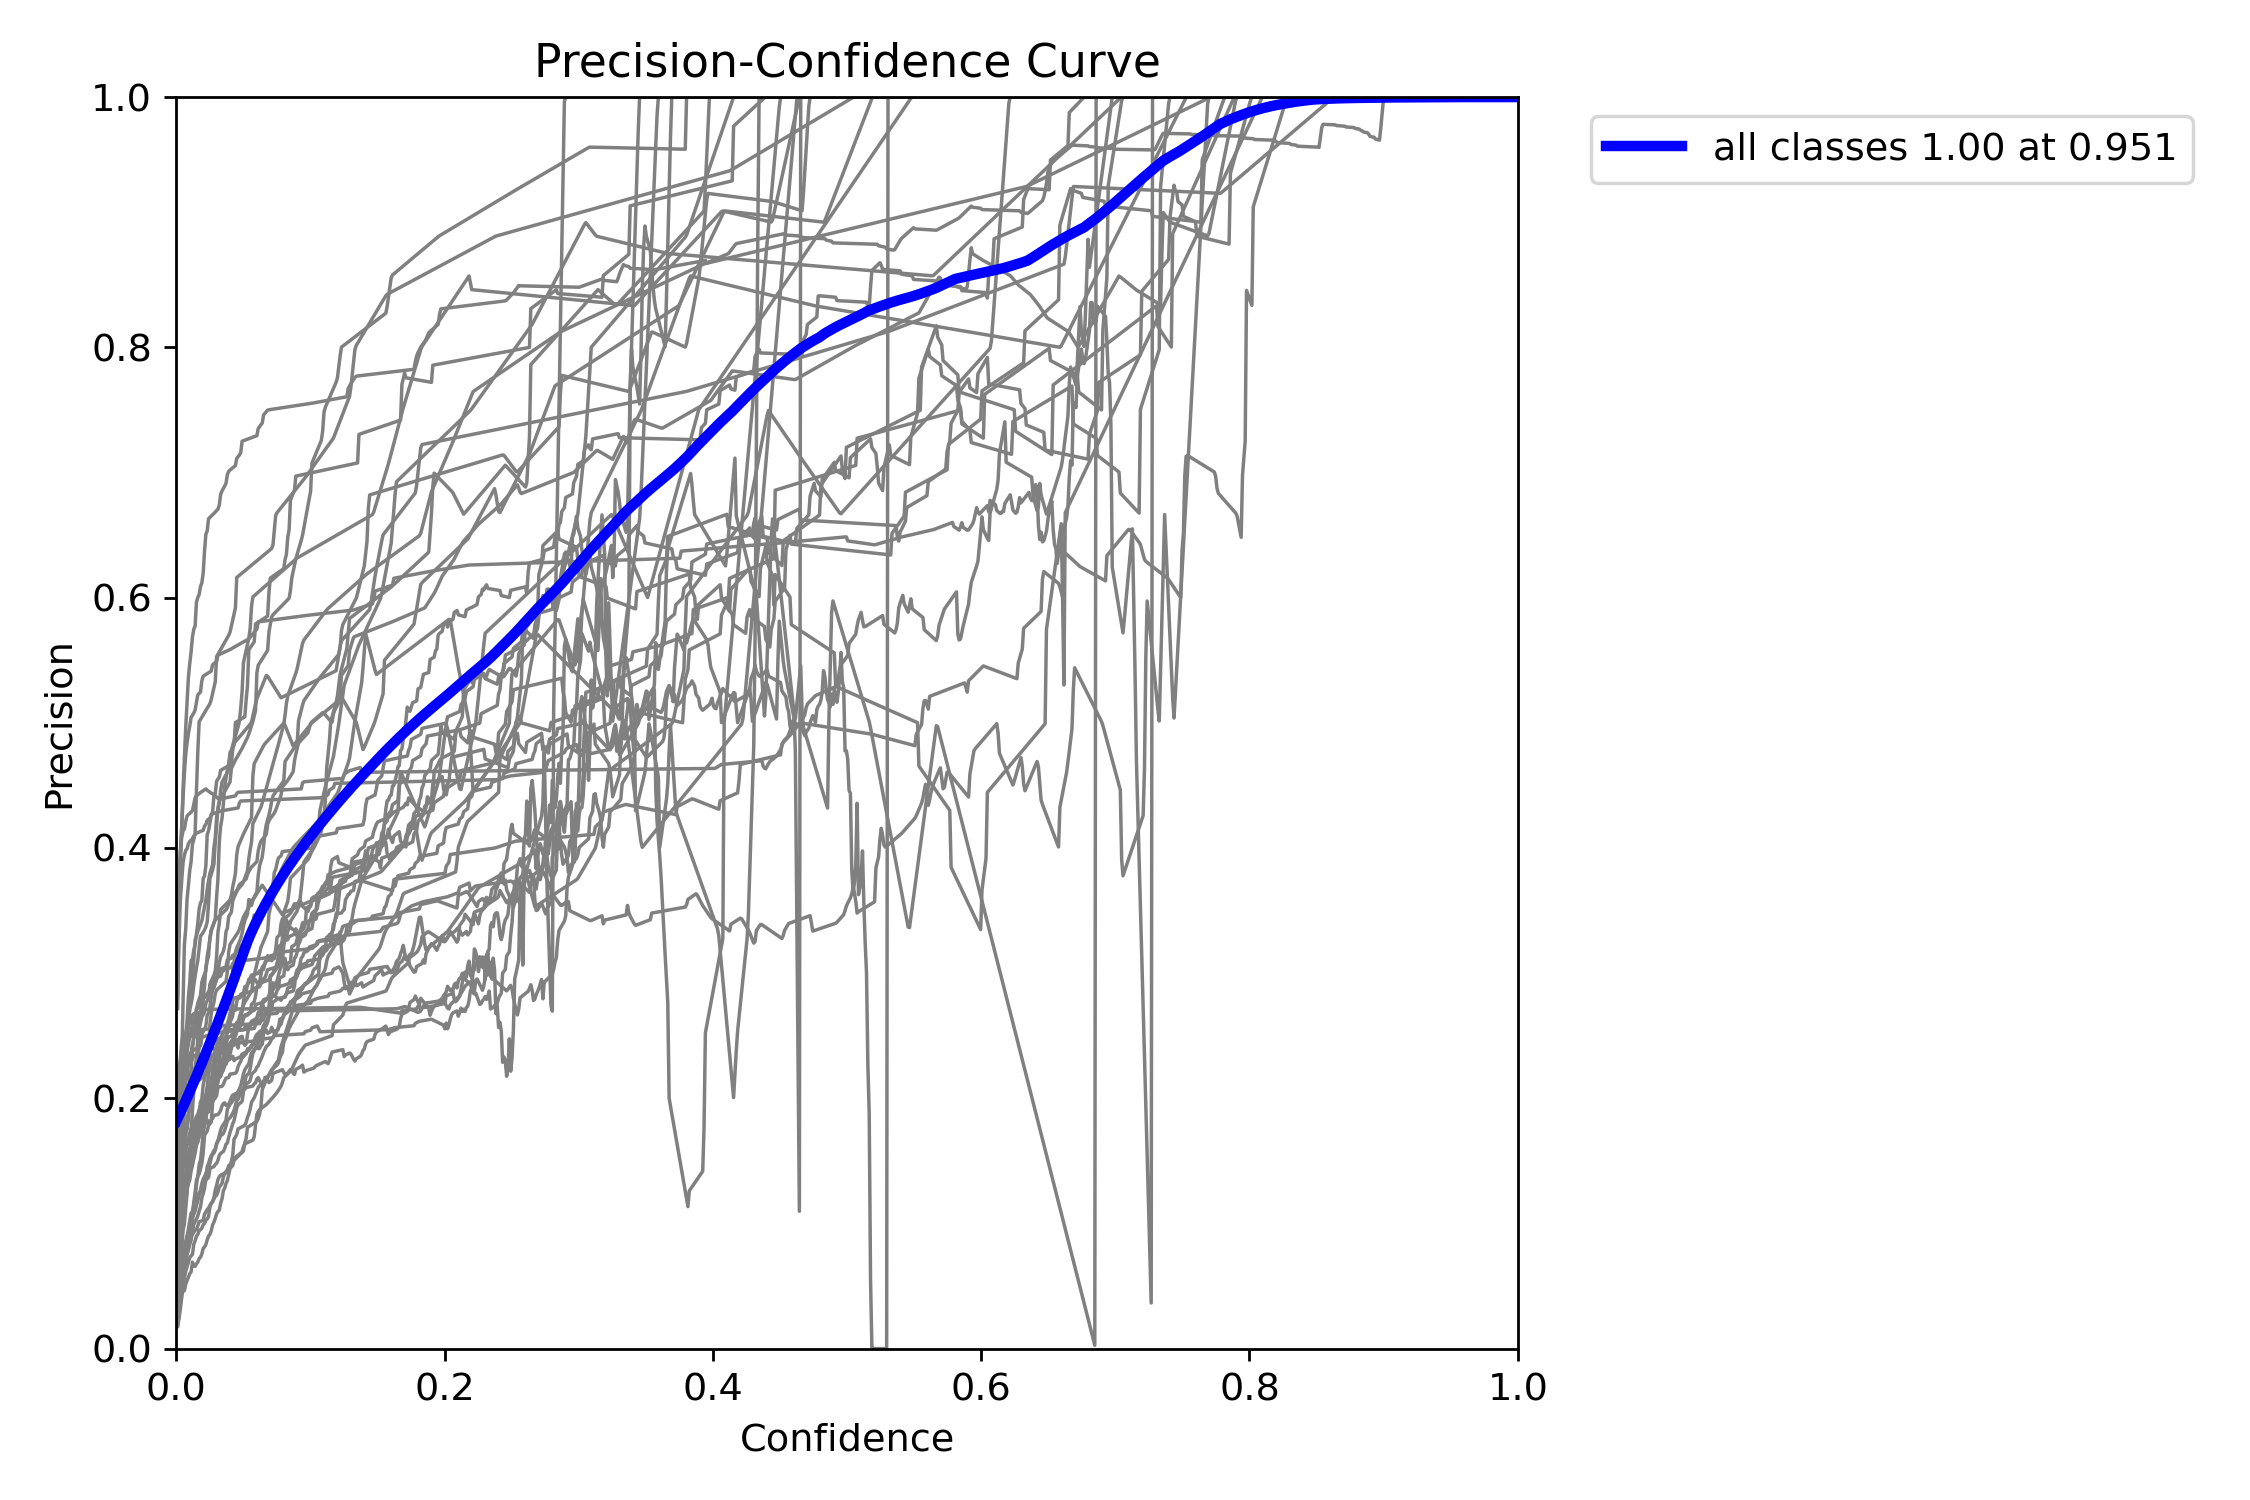 Precision-Confidence Curve
all classes 1.00 at 0.951
1.0
0.8
0.6
0.4
0.2
0.0
Precision
0.0 0.2 0.4 0.6 0.8 1.0
Confidence